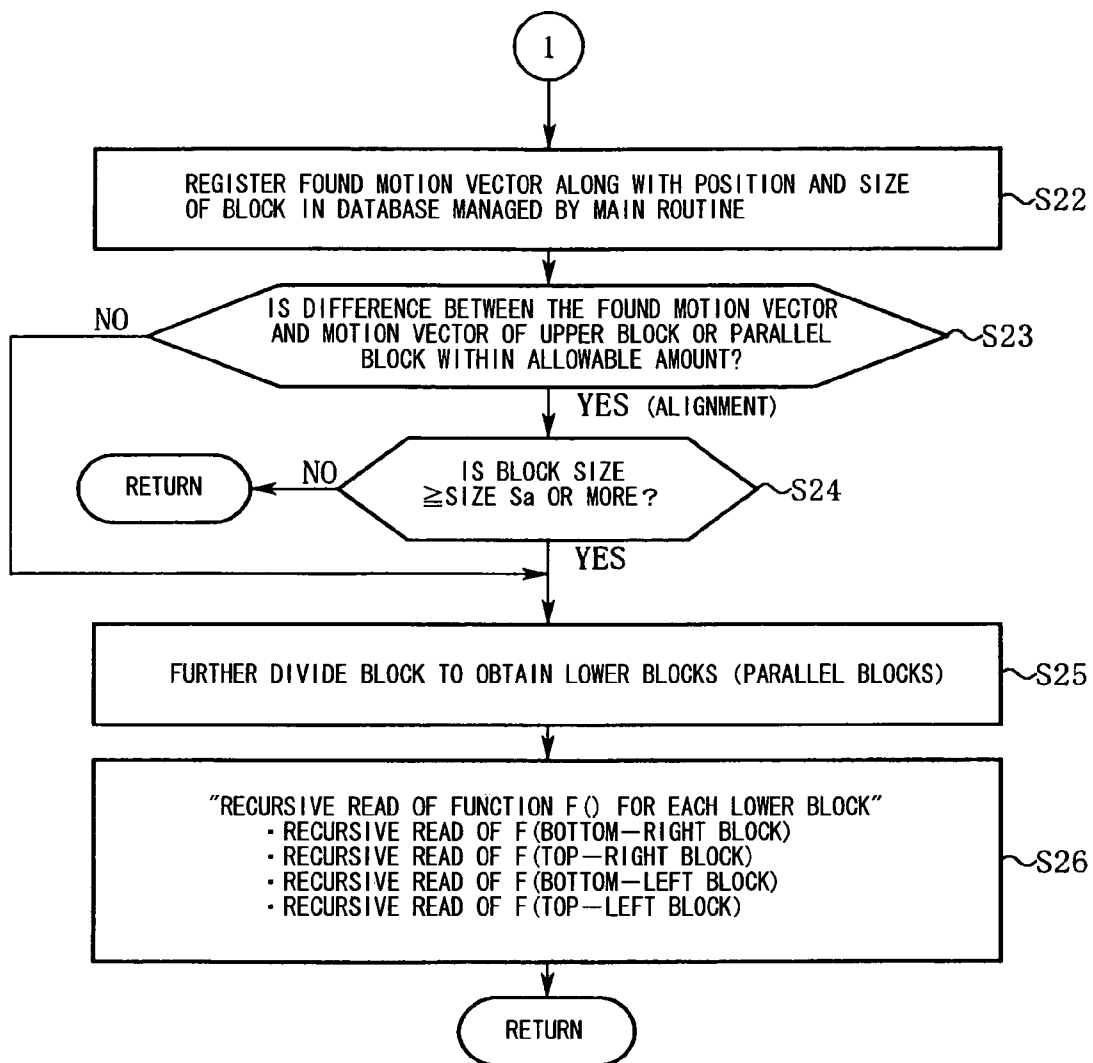 1
REGISTER FOUND MOTION VECTOR ALONG WITH POSITION AND SIZE
OF BLOCK IN DATABASE MANAGED BY MAIN ROUTINE
S22
IS DIFFERENCE BETWEEN THE FOUND MOTION VECTOR
AND MOTION VECTOR OF UPPER BLOCK OR PARALLEL
BLOCK WITHIN ALLOWABLE AMOUNT?
NO
S23
YES (ALIGNMENT)
IS BLOCK SIZE
≧SIZE Sa OR MORE?
NO
RETURN
S24
YES
FURTHER DIVIDE BLOCK TO OBTAIN LOWER BLOCKS (PARALLEL BLOCKS)
S25
"RECURSIVE READ OF FUNCTION F() FOR EACH LOWER BLOCK"
・RECURSIVE READ OF F(BOTTOM—RIGHT BLOCK)
・RECURSIVE READ OF F(TOP—RIGHT BLOCK)
・RECURSIVE READ OF F(BOTTOM—LEFT BLOCK)
・RECURSIVE READ OF F(TOP—LEFT BLOCK)
S26
RETURN